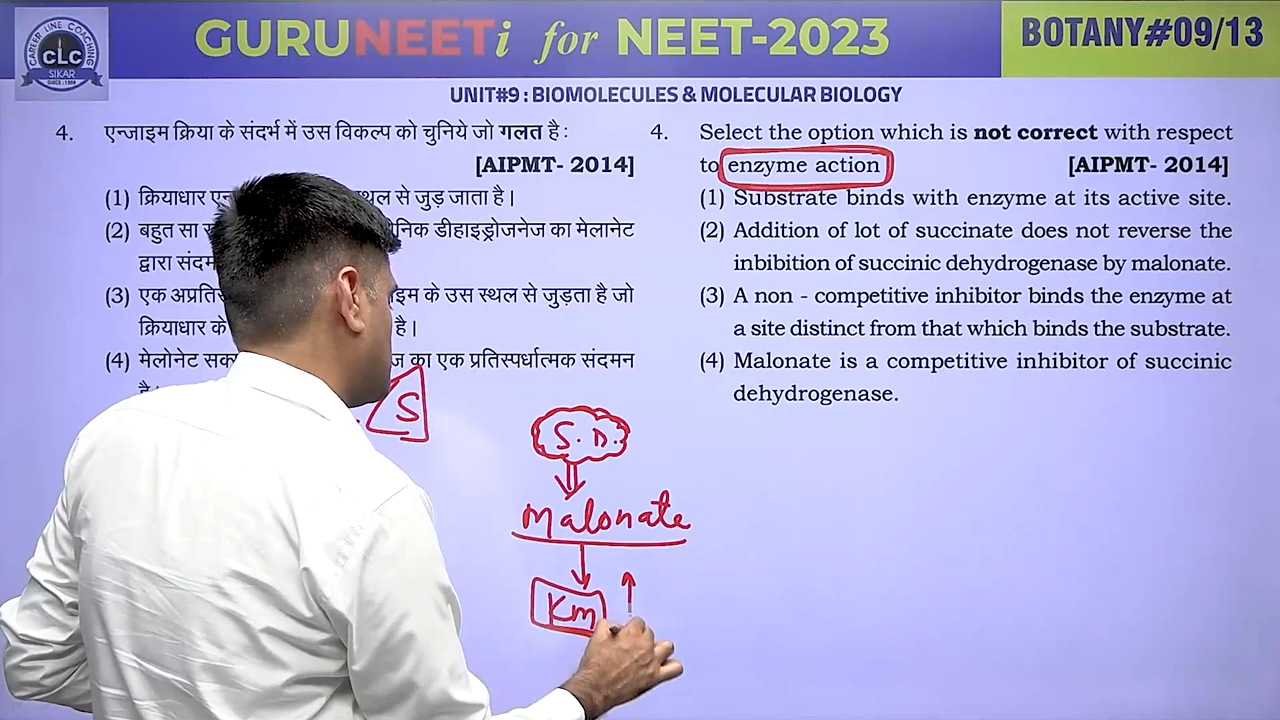 GURUNEETi for NEET-2023
BOTANY#09/13
CAREER LINE COACHING
CLC
SIKAR
UNIT#9 : BIOMOLECULES & MOLECULAR BIOLOGY
4. एन्जाइम क्रिया के संदर्भ में उस विकल्प को चुनिये जो गलत है :
[AIPMT- 2014]
(1) क्रियाधार स्थल से जुड़ जाता है।
(2) बहुत सा डीहाइड्रोजनेज का मेलानेट
द्वारा
(3) एक के उस स्थल से जुड़ता है जो
क्रियाधार के है।
(4) मेलोनेट का एक प्रतिस्पर्धात्मक संदमन
4. Select the option which is not correct with respect
to enzyme action [AIPMT- 2014]
(1) Substrate binds with enzyme at its active site.
(2) Addition of lot of succinate does not reverse the
inbibition of succinic dehydrogenase by malonate.
(3) A non - competitive inhibitor binds the enzyme at
a site distinct from that which binds the substrate.
(4) Malonate is a competitive inhibitor of succinic
dehydrogenase.
S
S. D.
Malonate
Km